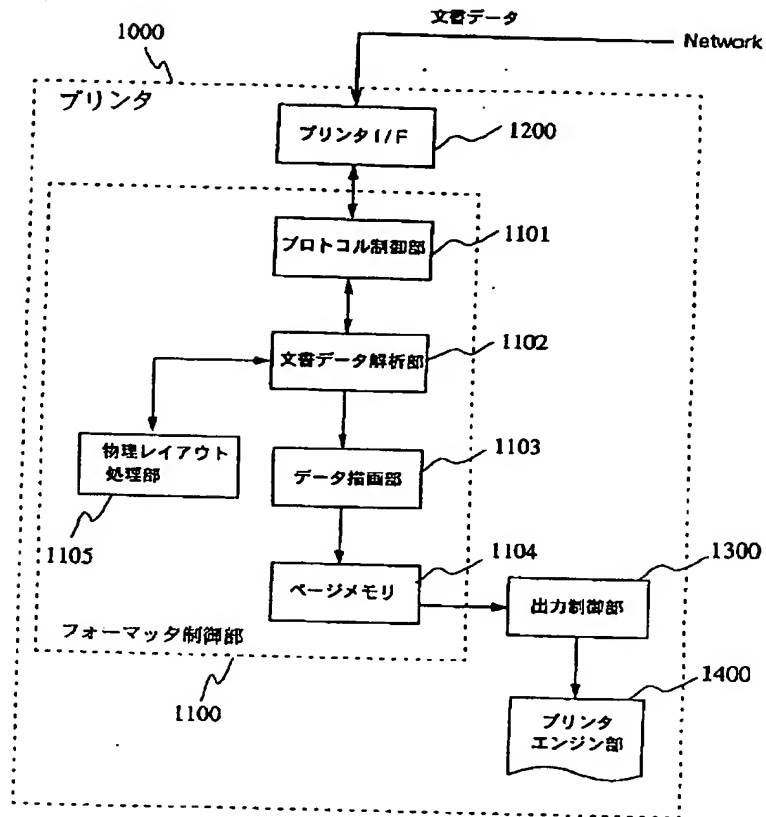 文書データ
Network
1000
プリンタ
プリンタI/F
1200
プロトコル制御部
1101
文書データ解析部
1102
物理レイアウト
処理部
1105
データ描画部
1103
ページメモリ
1104
出力制御部
1300
フォーマッタ制御部
1100
プリンタ
エンジン部
1400